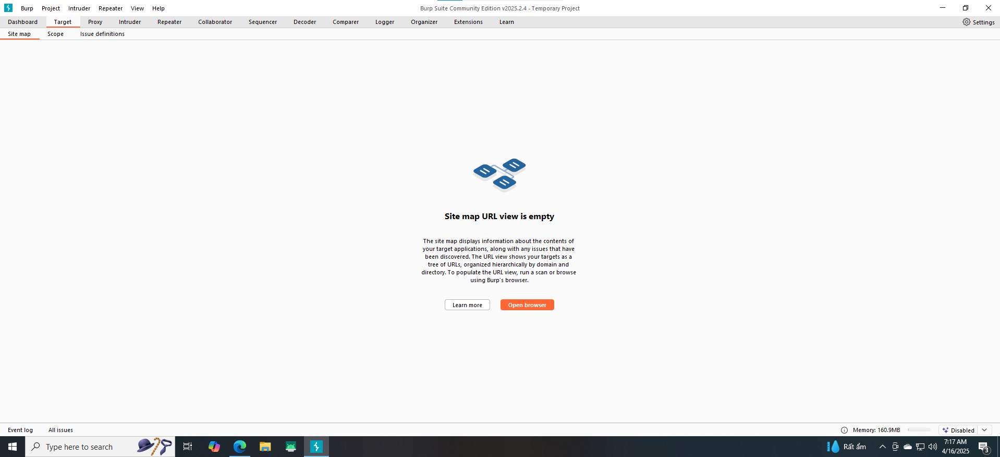 Burp Project Intruder Repeater View Help
Burp Suite Community Edition v2025.2.4 - Temporary Project
Dashboard Target Proxy Intruder Repeater Collaborator Sequencer Decoder Comparer Logger Organizer Extensions Learn Settings
Site map Scope Issue definitions
Site map URL view is empty
The site map displays information about the contents of
your target applications, along with any issues that have
been discovered. The URL view shows your targets as a
tree of URLs, organized hierarchically by domain and
directory. To populate the URL view, run a scan or browse
using Burp's browser.
Learn more Open browser
Event log All issues Memory: 160.9MB Disabled
Type here to search
Rất ẩm
7:17 AM
4/16/2025
3